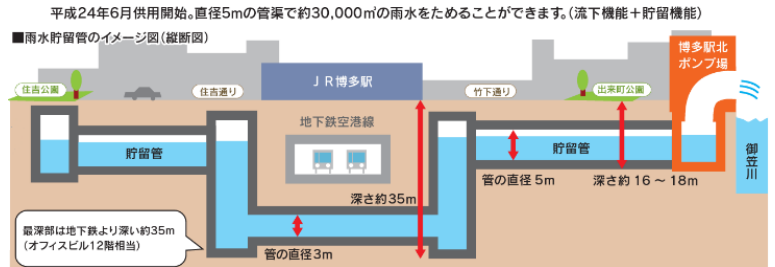 平成24年6月供用開始。直径5mの管渠で約30,000㎥の雨水をためることができます。(流下機能+貯留機能)
■雨水貯留管のイメージ図(縦断図)
博多駅北
ポンプ場
住吉公園
住吉通り
JR博多駅
竹下通り
出来町公園
地下鉄空港線
貯留管
貯留管
御笠川
管の直径5m
深さ約16~18m
深さ約35m
最深部は地下鉄より深い約35m
(オフィスビル12階相当)
管の直径3m